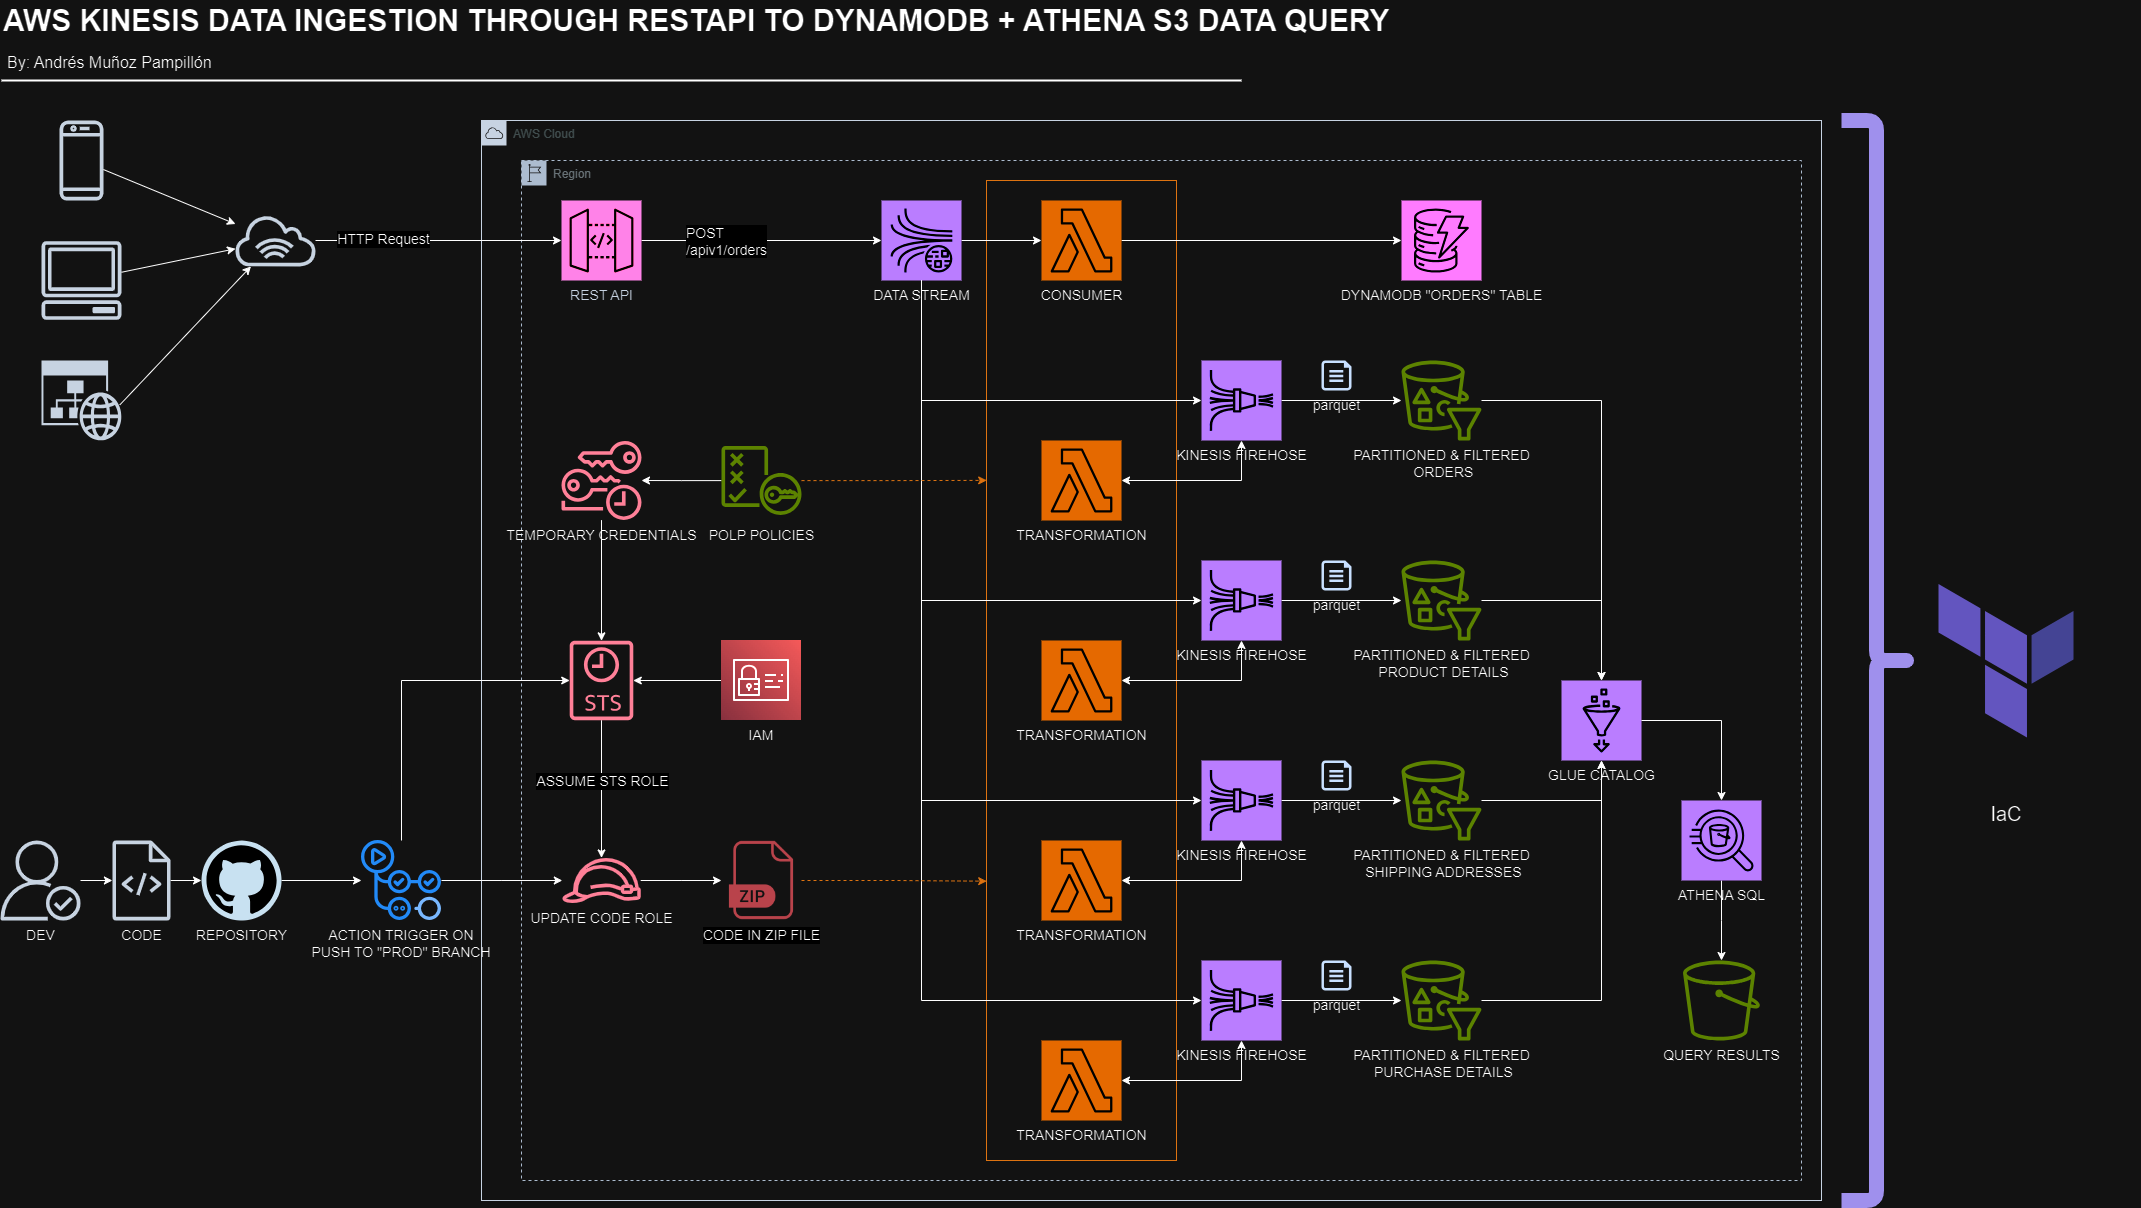 AWS KINESIS DATA INGESTION THROUGH RESTAPI TO DYNAMODB + ATHENA S3 DATA QUERY
By: Andrés Muñoz Pampillón
AWS Cloud
Region
HTTP Request
REST API
POST
/apiv1/orders
DATA STREAM
CONSUMER
DYNAMODB "ORDERS" TABLE
KINESIS FIREHOSE
parquet
PARTITIONED & FILTERED
ORDERS
TEMPORARY CREDENTIALS
POLP POLICIES
TRANSFORMATION
KINESIS FIREHOSE
parquet
PARTITIONED & FILTERED
PRODUCT DETAILS
STS
IAM
TRANSFORMATION
ASSUME STS ROLE
GLUE CATALOG
KINESIS FIREHOSE
parquet
PARTITIONED & FILTERED
SHIPPING ADDRESSES
IaC
ATHENA SQL
DEV
CODE
REPOSITORY
ACTION TRIGGER ON
PUSH TO "PROD" BRANCH
UPDATE CODE ROLE
ZIP
CODE IN ZIP FILE
TRANSFORMATION
KINESIS FIREHOSE
parquet
PARTITIONED & FILTERED
PURCHASE DETAILS
QUERY RESULTS
TRANSFORMATION